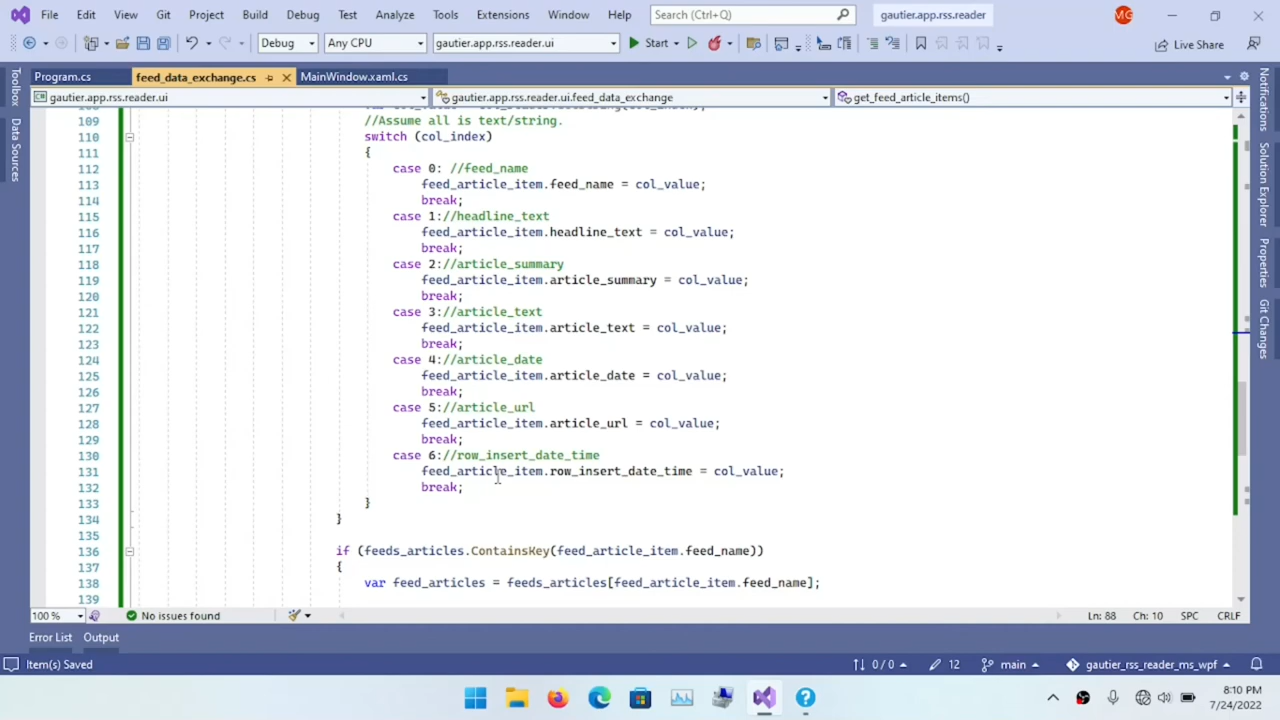 File Edit View Git Project Build Debug Test Analyze Tools Extensions Window Help Search (Ctrl+Q) gautier.app.rss.reader MG
Debug Any CPU gautier.app.rss.reader.ui Start Live Share
Program.cs feed_data_exchange.cs MainWindow.xaml.cs
gautier.app.rss.reader.ui gautier.app.rss.reader.ui.feed_data_exchange get_feed_article_items()
109 //Assume all is text/string.
110 switch (col_index)
111 {
112 case 0: //feed_name
113 feed_article_item.feed_name = col_value;
114 break;
115 case 1://headline_text
116 feed_article_item.headline_text = col_value;
117 break;
118 case 2://article_summary
119 feed_article_item.article_summary = col_value;
120 break;
121 case 3://article_text
122 feed_article_item.article_text = col_value;
123 break;
124 case 4://article_date
125 feed_article_item.article_date = col_value;
126 break;
127 case 5://article_url
128 feed_article_item.article_url = col_value;
129 break;
130 case 6://row_insert_date_time
131 feed_article_item.row_insert_date_time = col_value;
132 break;
133 }
134 }
135
136 if (feeds_articles.ContainsKey(feed_article_item.feed_name))
137 {
138 var feed_articles = feeds_articles[feed_article_item.feed_name];
139
100 % No issues found Ln: 88 Ch: 10 SPC CRLF
Error List Output
Item(s) Saved 0 / 0 12 main gautier_rss_reader_ms_wpf
8:10 PM
7/24/2022
Toolbox
Data Sources
Notifications
Solution Explorer
Properties
Git Changes